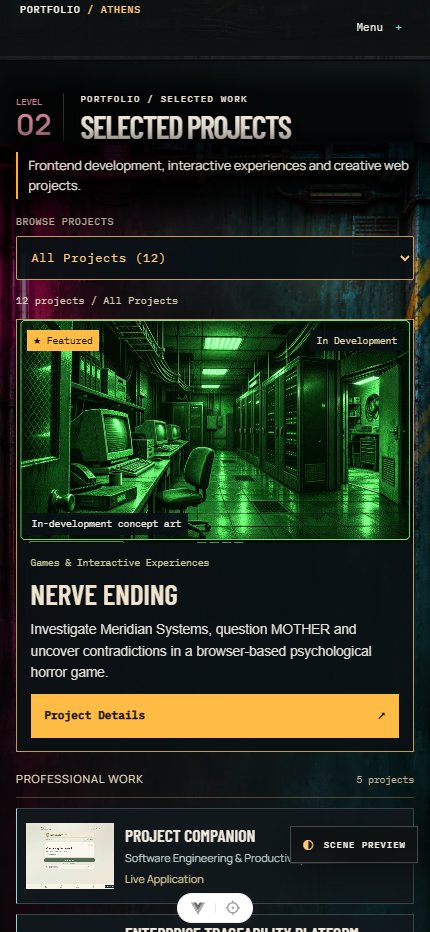 PORTFOLIO / ATHENS
Menu +
LEVEL
02
PORTFOLIO / SELECTED WORK
SELECTED PROJECTS
Frontend development, interactive experiences and creative web
projects.
BROWSE PROJECTS
All Projects (12)
12 projects / All Projects
★ Featured
In Development
In-development concept art
Games & Interactive Experiences
NERVE ENDING
Investigate Meridian Systems, question MOTHER and
uncover contradictions in a browser-based psychological
horror game.
Project Details ↗
PROFESSIONAL WORK
5 projects
PROJECT COMPANION
Software Engineering &
Live Application
SCENE PREVIEW
ENTERPRISE TRACEABILITY PLATFORM